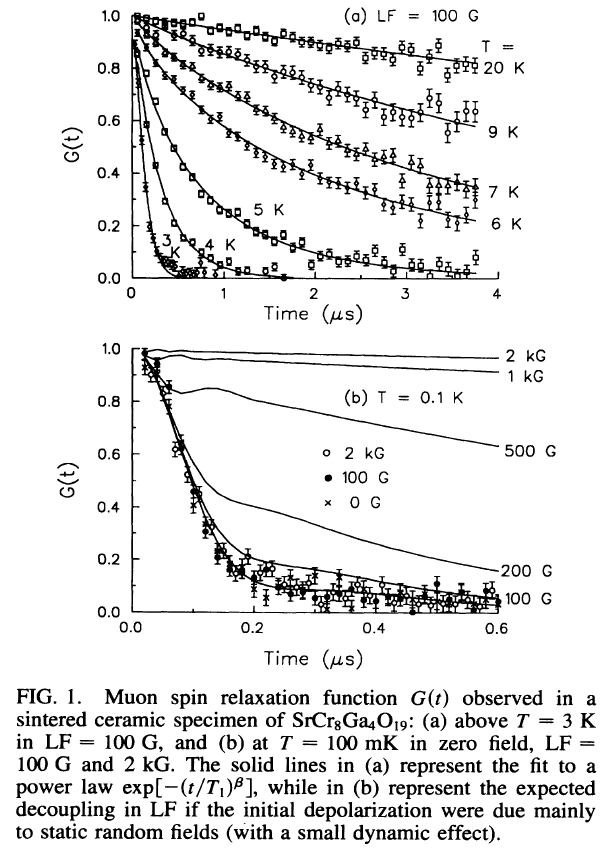 (a) LF = 100 G
T =
20 K
9 K
7 K
6 K
5 K
4 K
3
K
G(t)
1.0
0.8
0.6
0.4
0.2
0.0
0
1
2
3
4
Time (μs)
(b) T = 0.1 K
2 kG
1 kG
500 G
200 G
100 G
○ 2 kG
● 100 G
× 0 G
G(t)
1.0
0.8
0.6
0.4
0.2
0.0
0.0
0.2
0.4
0.6
Time (μs)
FIG. 1. Muon spin relaxation function G(t) observed in a
sintered ceramic specimen of SrCr₈Ga₄O₁₉: (a) above T = 3 K
in LF = 100 G, and (b) at T = 100 mK in zero field, LF =
100 G and 2 kG. The solid lines in (a) represent the fit to a
power law exp[−(t/T₁)^β], while in (b) represent the expected
decoupling in LF if the initial depolarization were due mainly
to static random fields (with a small dynamic effect).